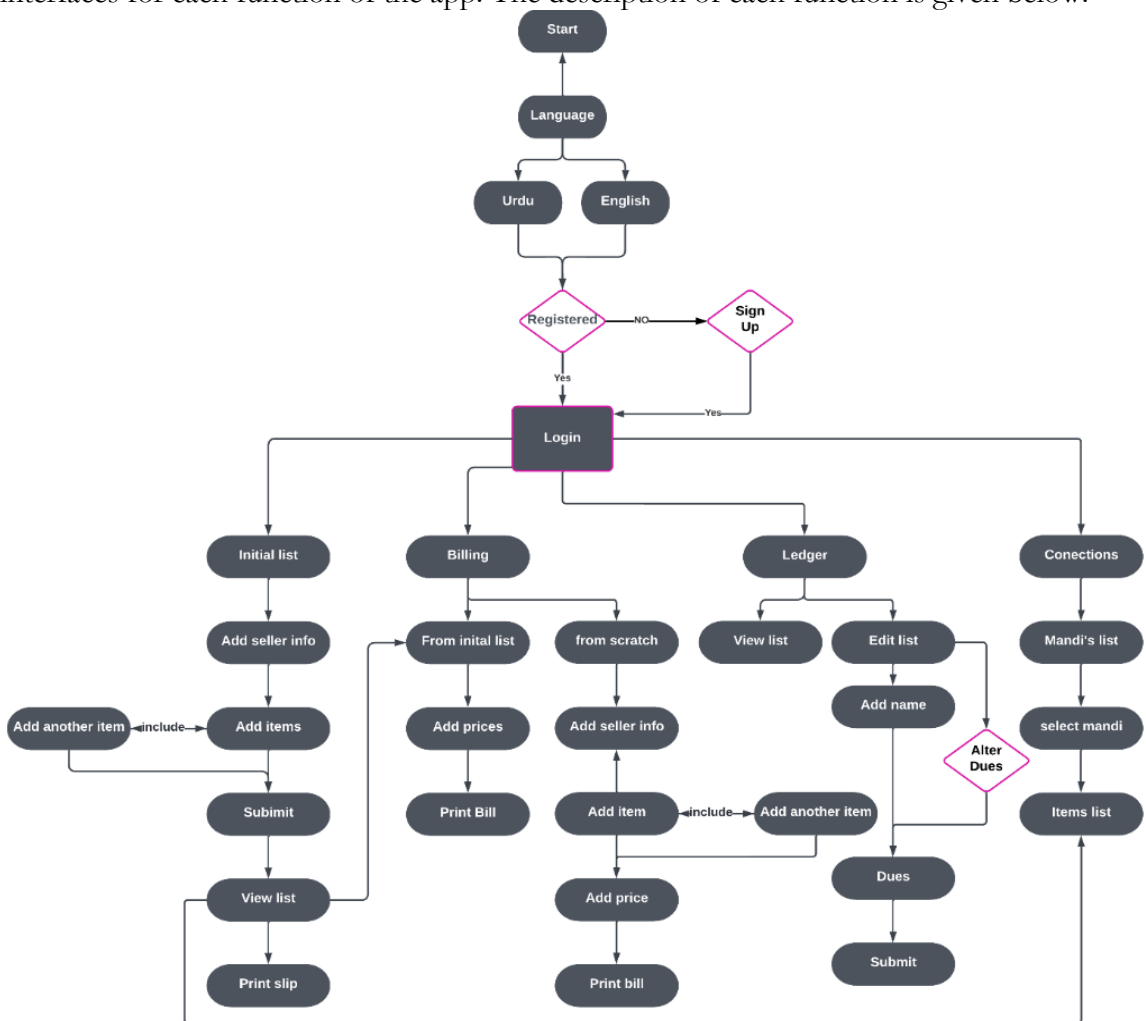 interfaces for each function of the app. The description of each function is given below.
Start
Language
Urdu
English
Registered
NO
Sign
Up
Yes
Yes
Login
Initial list
Billing
Ledger
Conections
Add seller info
From inital list
from scratch
View list
Edit list
Mandi's list
Add name
Add another item
include
Add items
Add prices
Add seller info
select mandi
Alter
Dues
Subimit
Print Bill
Add item
include
Add another item
Items list
Dues
View list
Add price
Submit
Print slip
Print bill